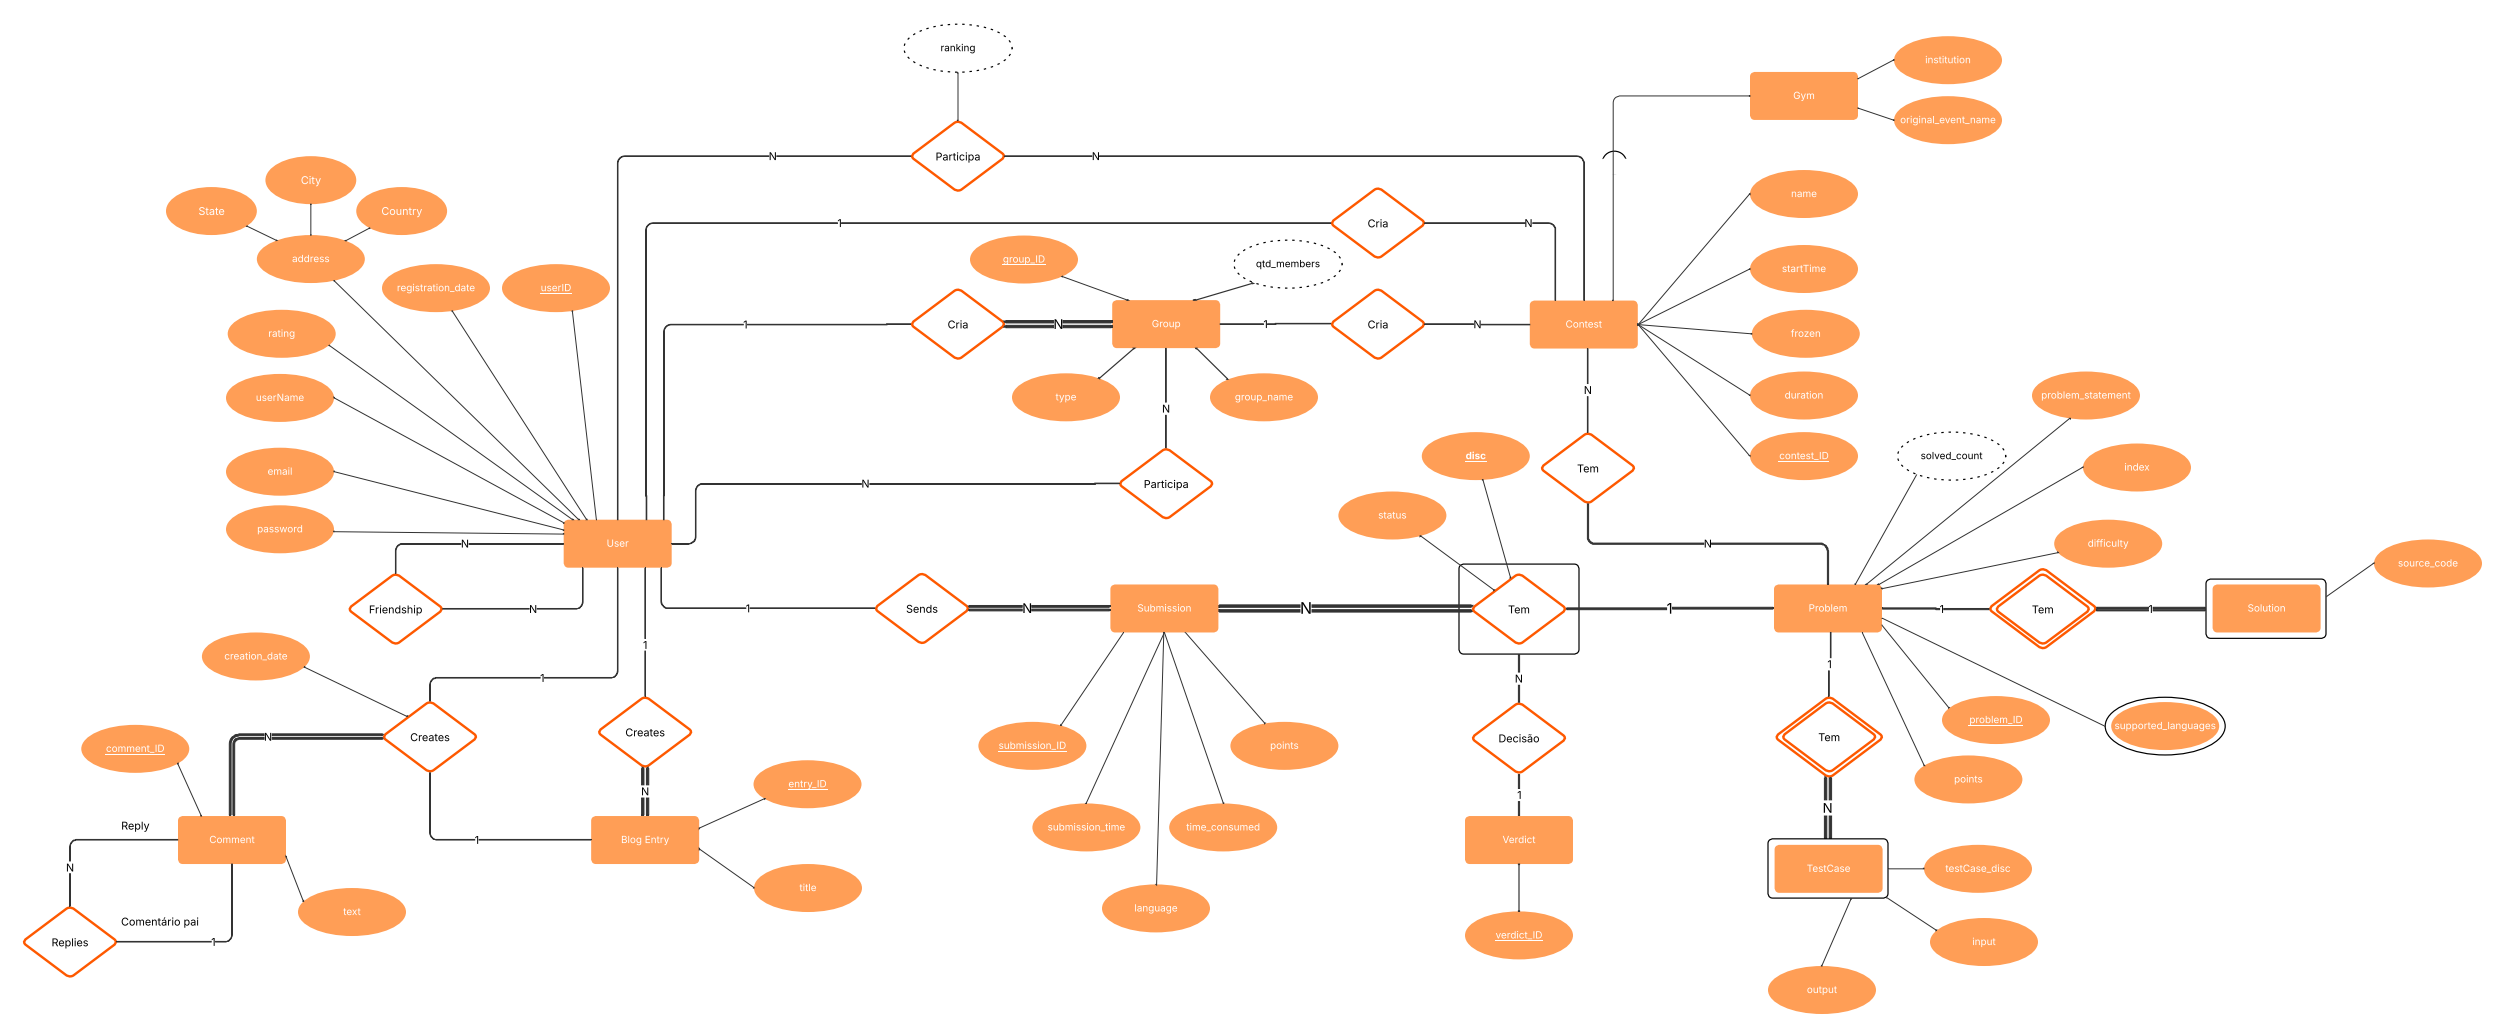 ranking
institution
Gym
original_event_name
N
Participa
N
City
State
Country
name
1
Cria
N
address
group_ID
qtd_members
startTime
registration_date
userID
1
Cria
N
Group
1
Cria
N
Contest
rating
frozen
userName
type
group_name
N
duration
problem_statement
N
email
disc
contest_ID
solved_count
index
N
Participa
Tem
password
status
User
N
N
difficulty
source_code
Friendship
N
1
Sends
N
Submission
N
Tem
1
Problem
1
Tem
1
Solution
creation_date
1
1
1
N
comment_ID
N
Creates
Creates
submission_ID
points
Decisão
Tem
problem_ID
supported_languages
points
entry_ID
N
1
N
Reply
Comment
1
Blog Entry
submission_time
time_consumed
Verdict
TestCase
testCase_disc
N
title
text
language
Comentário pai
Replies
1
verdict_ID
input
output